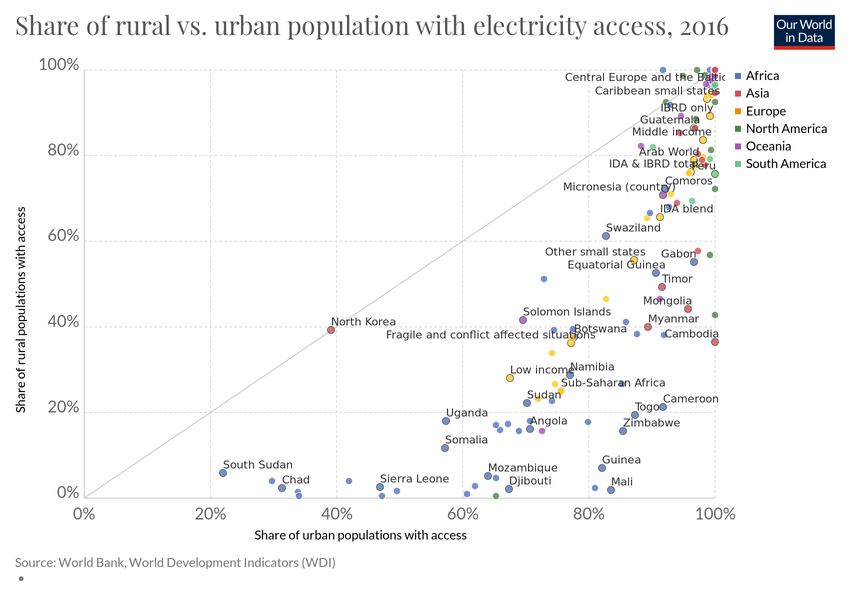 Share of rural vs. urban population with electricity access, 2016
Our World
in Data
100%
80%
60%
40%
20%
0%
Share of rural populations with access
Central Europe and the Baltic
Caribbean small states
IBRD only
Guatemala
Middle income
Arab World
IDA & IBRD total
Peru
Comoros
Micronesia (country)
IDA blend
Swaziland
Other small states
Gabon
Equatorial Guinea
Timor
Mongolia
Solomon Islands
North Korea
Myanmar
Botswana
Fragile and conflict affected situations
Cambodia
Low income
Namibia
Sub-Saharan Africa
Sudan
Cameroon
Togo
Uganda
Angola
Zimbabwe
Somalia
Guinea
South Sudan
Mozambique
Chad
Sierra Leone
Djibouti
Mali
0%
20%
40%
60%
80%
100%
Share of urban populations with access
Africa
Asia
Europe
North America
Oceania
South America
Source: World Bank, World Development Indicators (WDI)